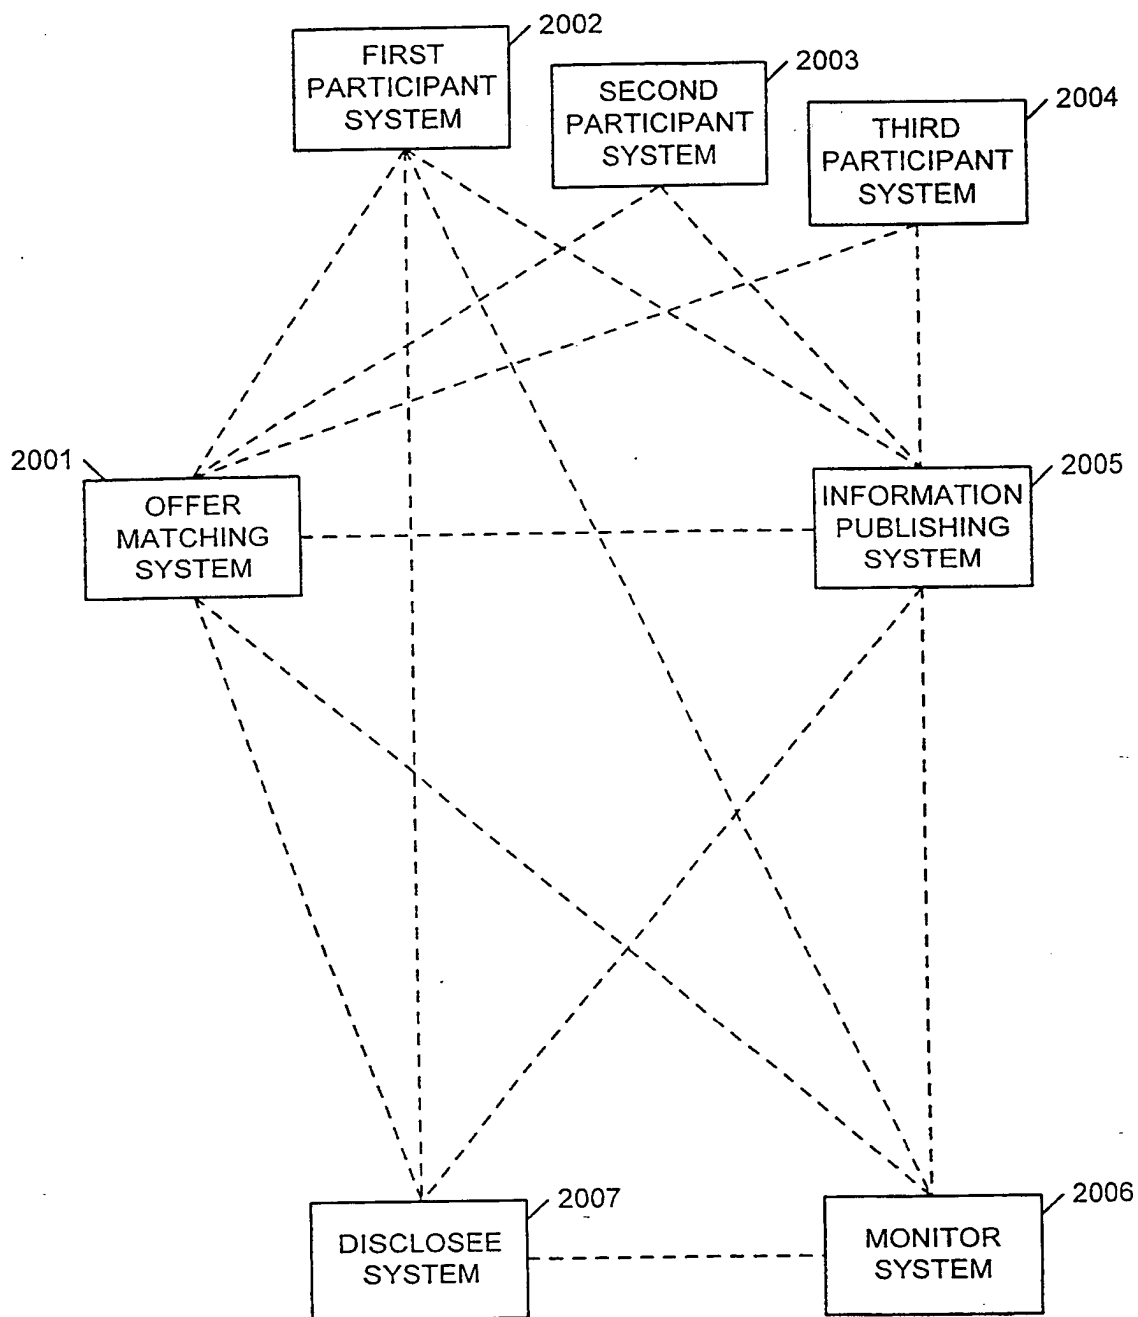 2002
FIRST
PARTICIPANT
SYSTEM
2003
SECOND
PARTICIPANT
SYSTEM
2004
THIRD
PARTICIPANT
SYSTEM
2001
OFFER
MATCHING
SYSTEM
2005
INFORMATION
PUBLISHING
SYSTEM
2007
DISCLOSEE
SYSTEM
2006
MONITOR
SYSTEM